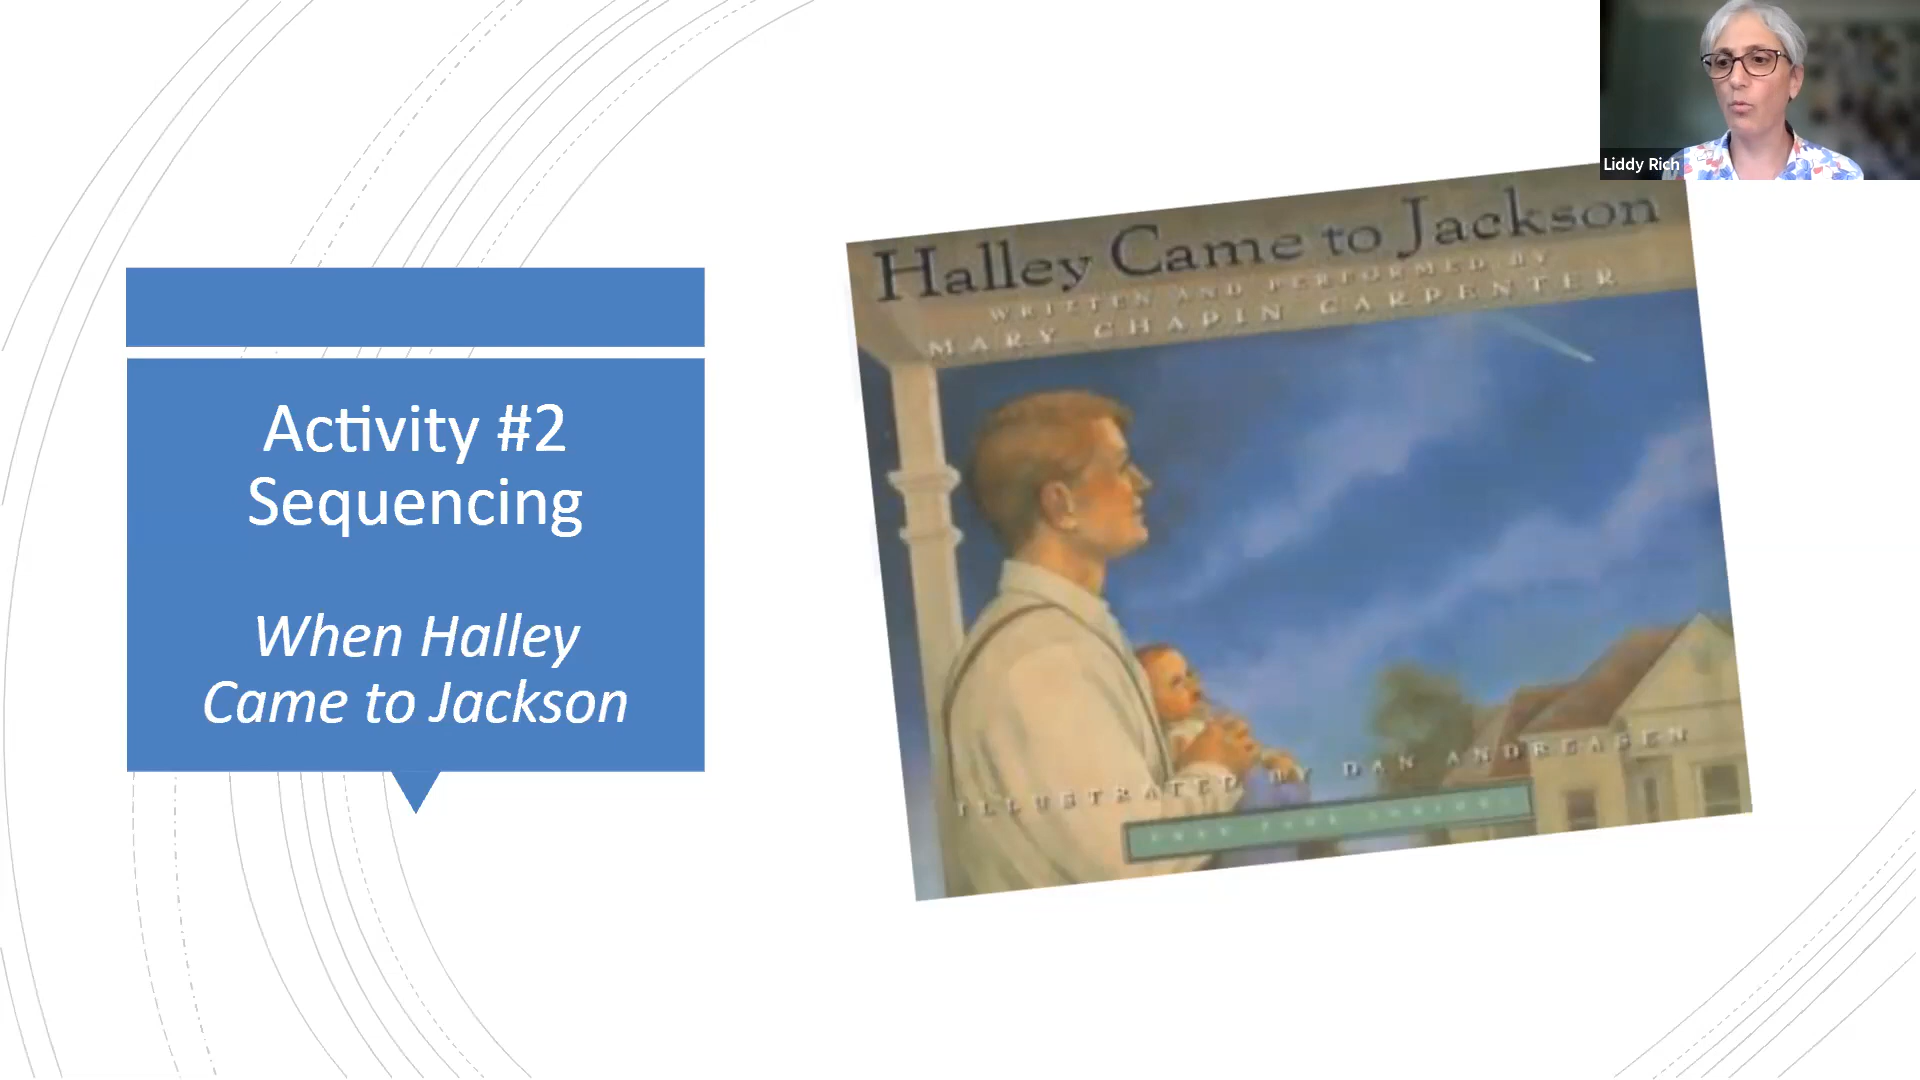 Activity #2
Sequencing
When Halley
Came to Jackson
Halley Came to Jackson
WRITTEN AND PERFORMED BY
MARY CHAPIN CARPENTER
ILLUSTRATED BY DAN ANDREASEN
Liddy Rich